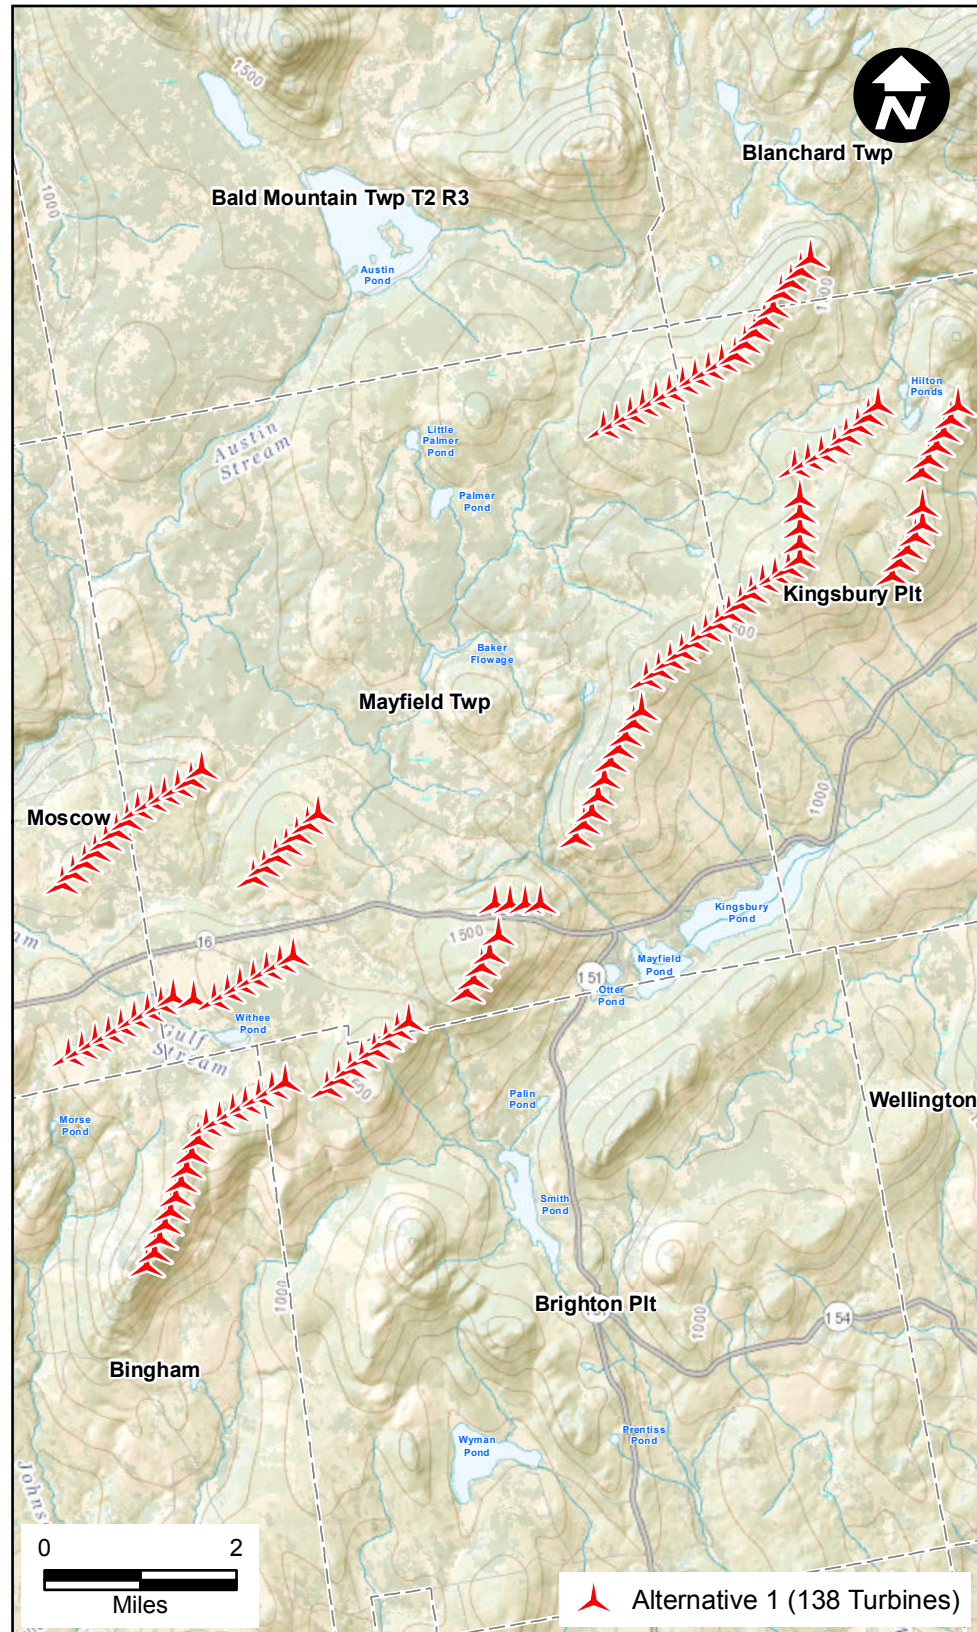 1500
N
Blanchard Twp
1000
Bald Mountain Twp T2 R3
Austin
Pond
Hilton
Ponds
Little
Palmer
Pond
Austin
Stream
Palmer
Pond
Kingsbury Plt
Baker
Flowage
Mayfield Twp
1000
Moscow
Kingsbury
Pond
16
1500
Mayfield
Pond
151
Otter
Pond
Withee
Pond
Gulf
Stream
Palin
Pond
Wellington
Morse
Pond
Smith
Pond
1000
Brighton Plt
1000
154
Bingham
Wyman
Pond
Prentiss
Pond
Johns
0 2
Miles
Alternative 1 (138 Turbines)